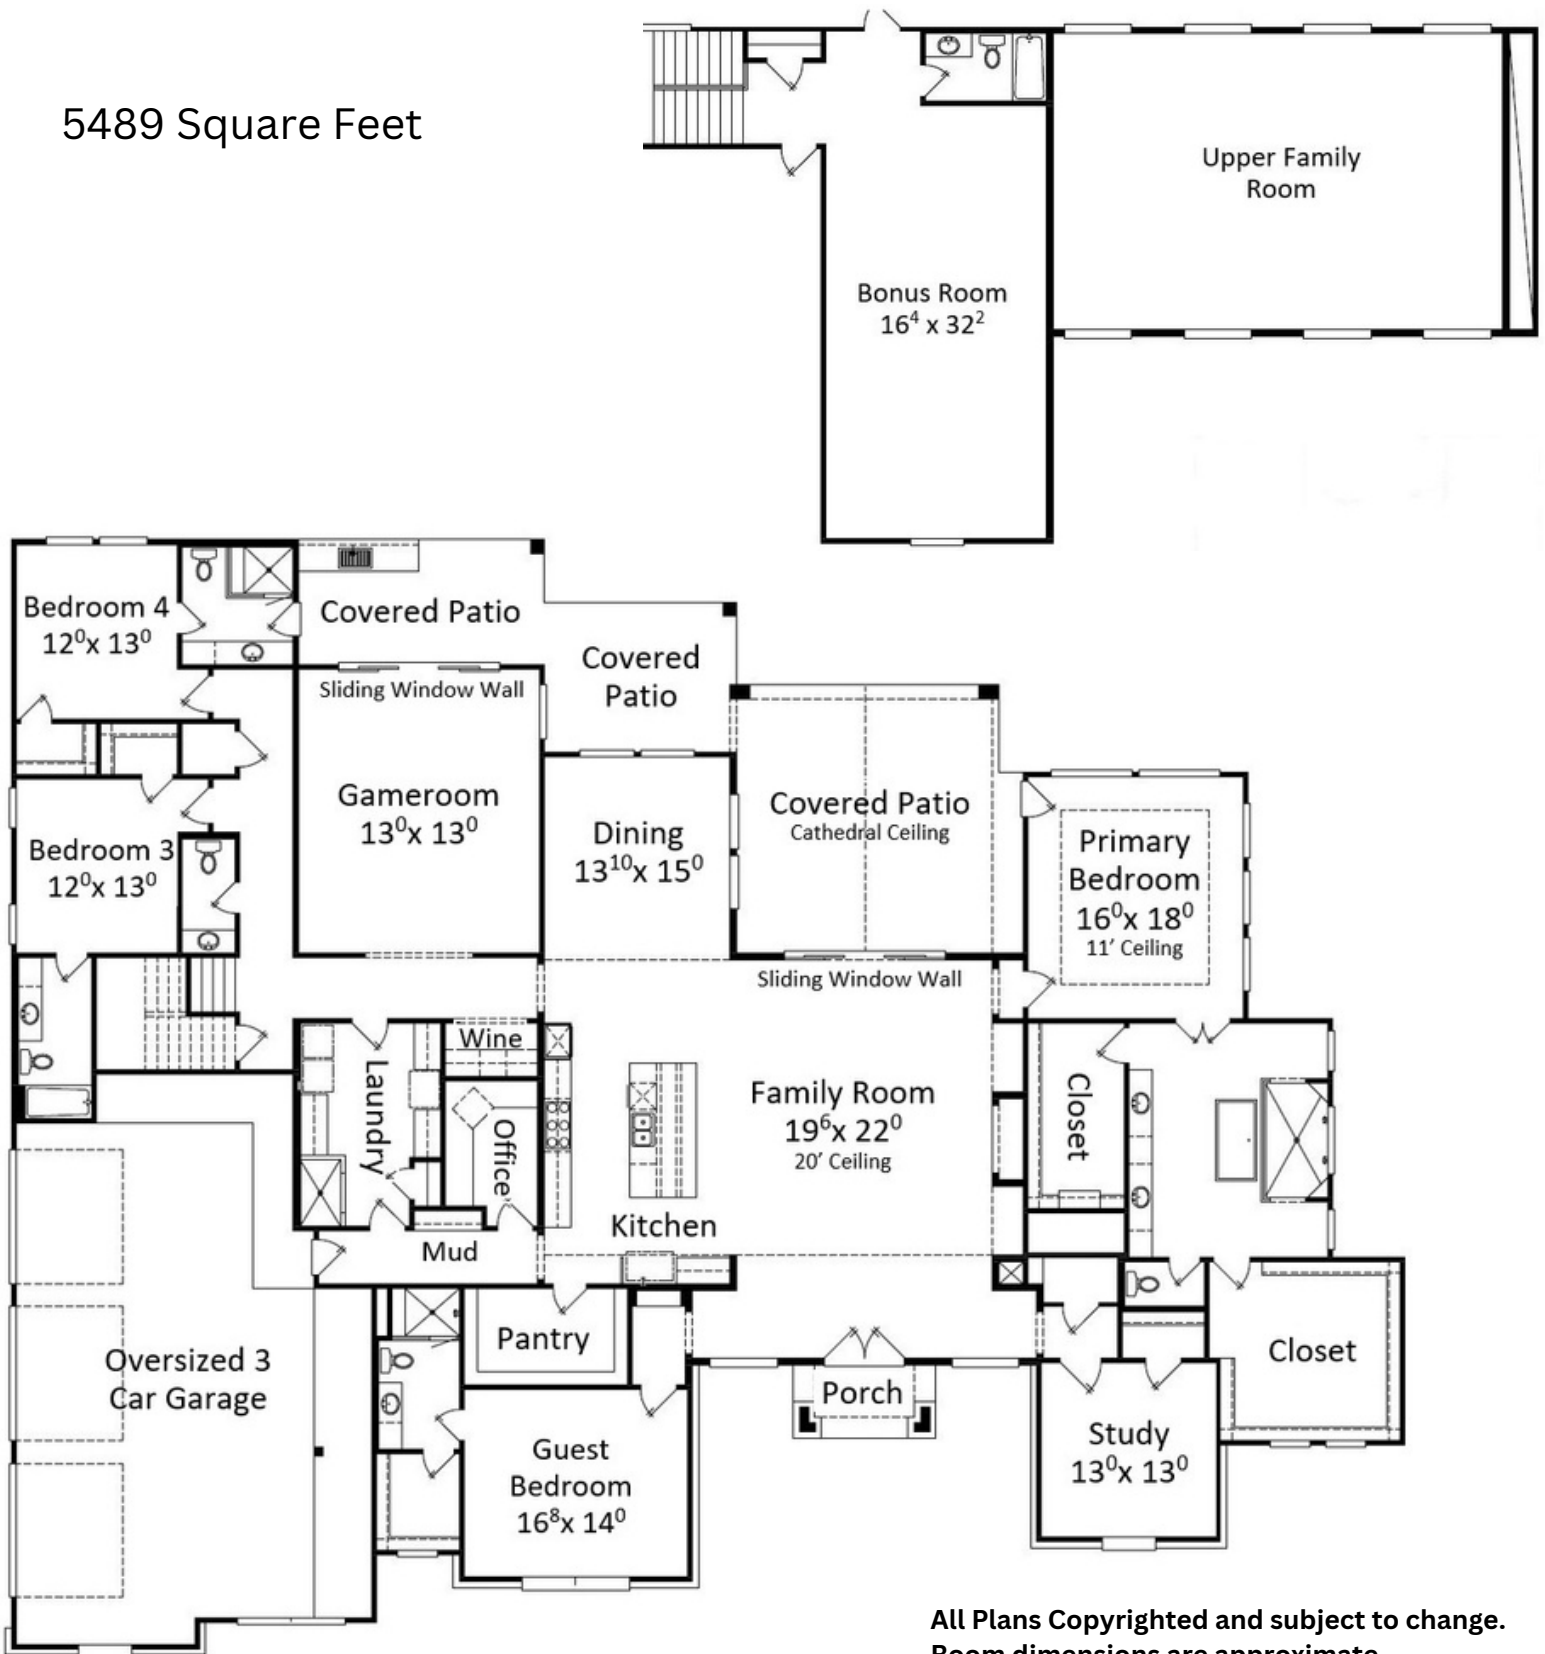 5489 Square Feet
Upper Family
Room
Bonus Room
16⁴ x 32²
Bedroom 4
12⁰x 13⁰
Covered Patio
Sliding Window Wall
Covered
Patio
Gameroom
13⁰x 13⁰
Dining
13¹⁰x 15⁰
Covered Patio
Cathedral Ceiling
Sliding Window Wall
Primary
Bedroom
16⁰x 18⁰
11’ Ceiling
Bedroom 3
12⁰x 13⁰
Wine
Laundry
Office
Family Room
19⁶x 22⁰
20’ Ceiling
Closet
Kitchen
Mud
Pantry
Oversized 3
Car Garage
Porch
Closet
Guest
Bedroom
16⁸x 14⁰
Study
13⁰x 13⁰
All Plans Copyrighted and subject to change.
Room dimensions are approximate